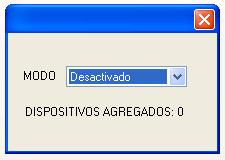 MODO Desactivado
DISPOSITIVOS AGREGADOS: 0